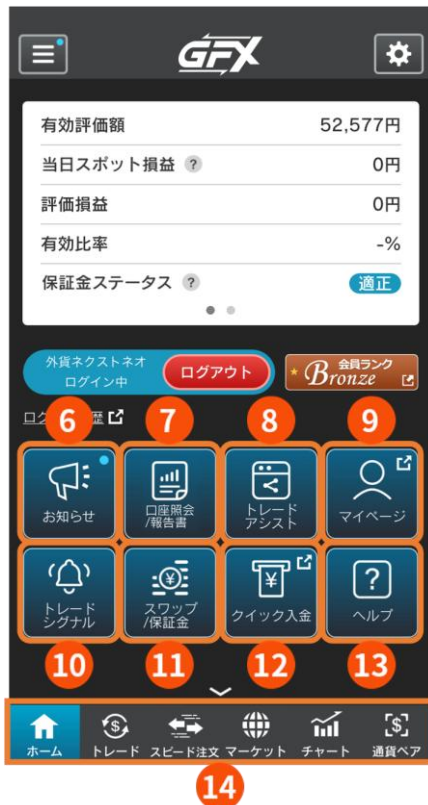 GFX
有効評価額 52,577円
当日スポット損益 ? 0円
評価損益 0円
有効比率 -%
保証金ステータス ? 適正
外貨ネクストネオ
ログイン中
ログアウト
会員ランク
Bronze
ログ
歴
6 7 8 9
お知らせ
口座照会
/報告書
トレード
アシスト
マイページ
トレード
シグナル
スワップ
/保証金
クイック入金
ヘルプ
10 11 12 13
ホーム トレード スピード注文 マーケット チャート 通貨ペア
14